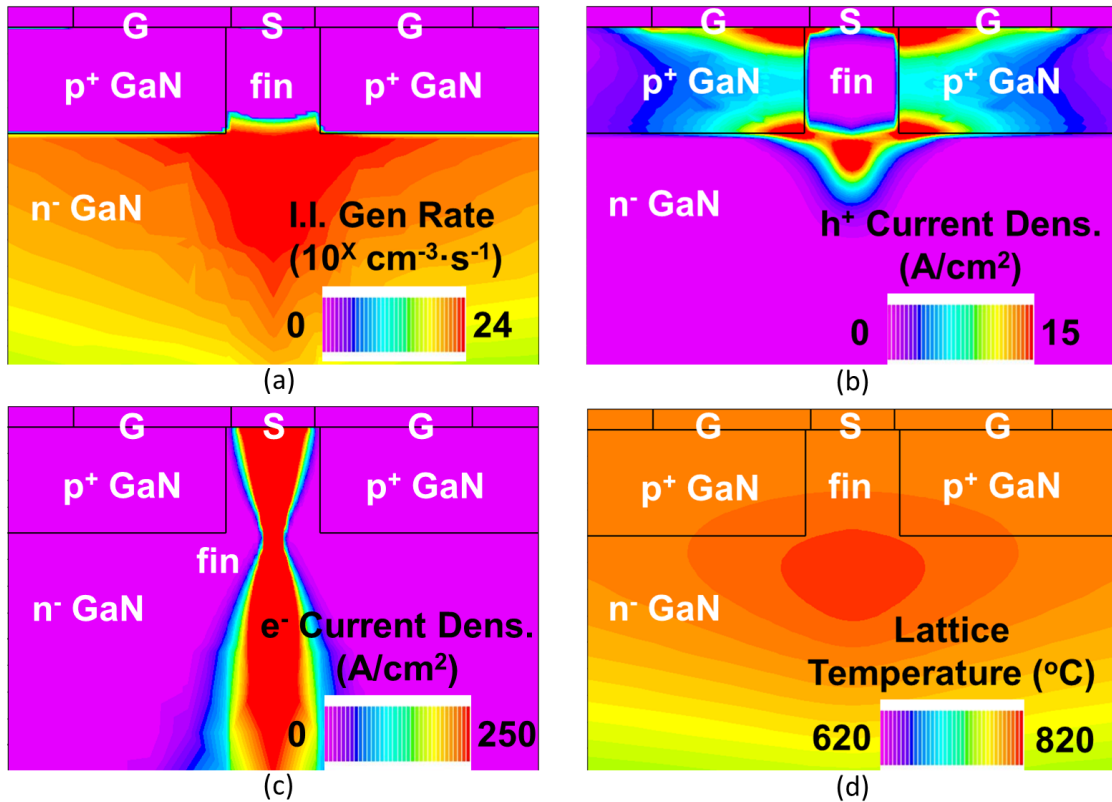 G S G
p⁺ GaN fin p⁺ GaN
n⁻ GaN
I.I. Gen Rate
(10ˣ cm⁻³·s⁻¹)
0 24
(a)
G S G
p⁺ GaN fin p⁺ GaN
n⁻ GaN
h⁺ Current Dens.
(A/cm²)
0 15
(b)
G S G
p⁺ GaN p⁺ GaN
fin
n⁻ GaN
e⁻ Current Dens.
(A/cm²)
0 250
(c)
G S G
p⁺ GaN fin p⁺ GaN
n⁻ GaN
Lattice
Temperature (ᵒC)
620 820
(d)